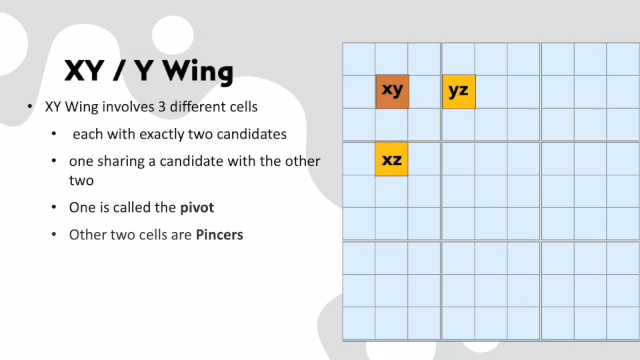 XY / Y Wing
• XY Wing involves 3 different cells
• each with exactly two candidates
• one sharing a candidate with the other
two
• One is called the pivot
• Other two cells are Pincers
xy yz
xz